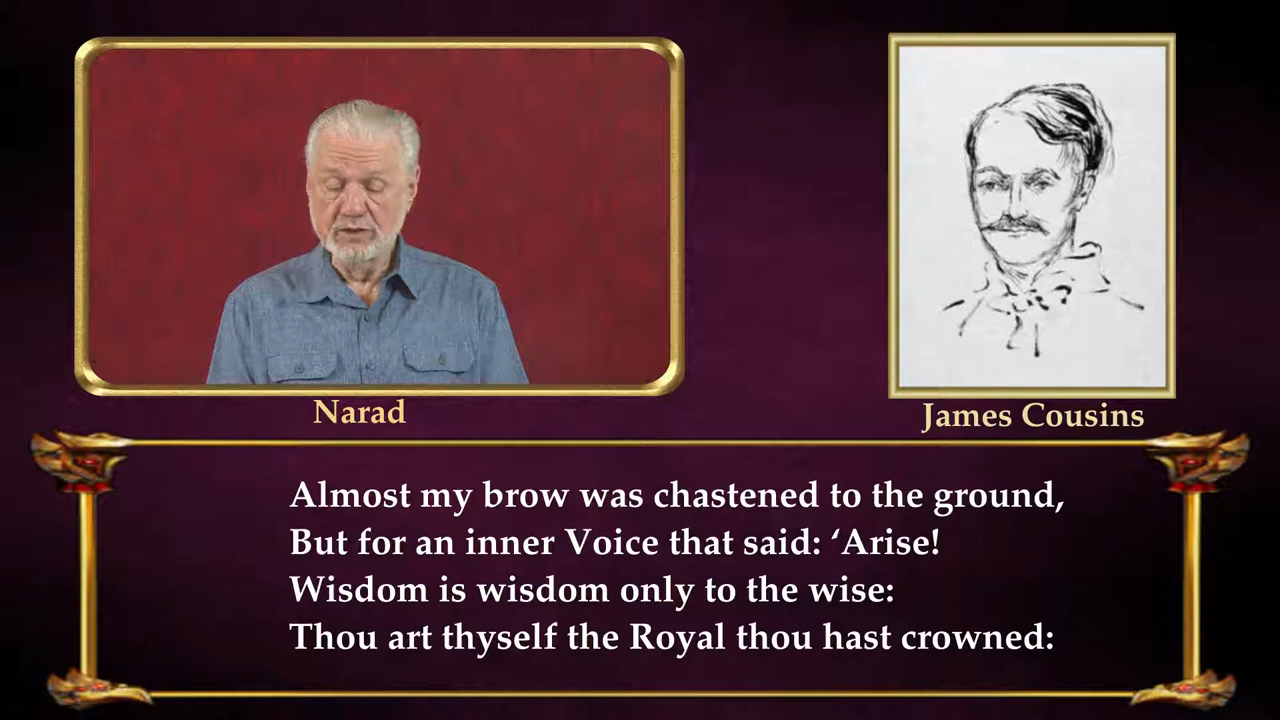 Narad
James Cousins
Almost my brow was chastened to the ground,
But for an inner Voice that said: ‘Arise!
Wisdom is wisdom only to the wise:
Thou art thyself the Royal thou hast crowned: